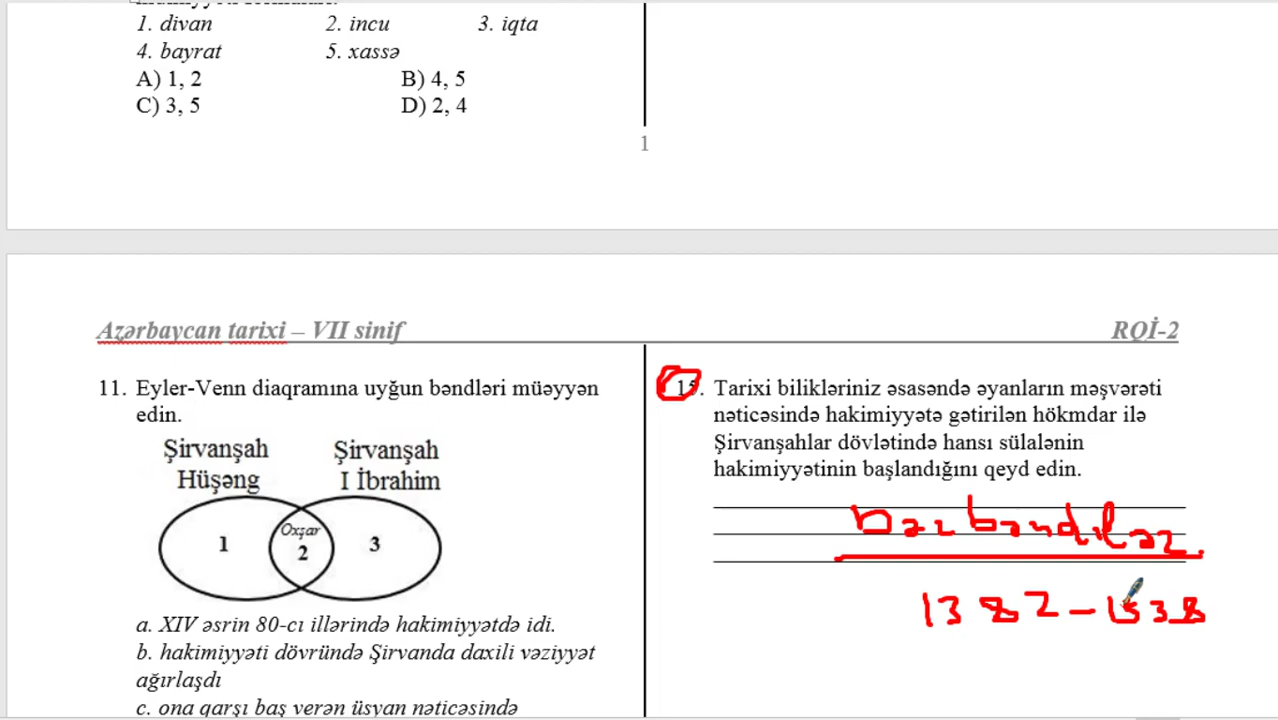 1. divan 2. incu 3. iqta
4. bayrat 5. xassə
A) 1, 2 B) 4, 5
C) 3, 5 D) 2, 4
1
Azərbaycan tarixi – VII sinif RQİ-2
11. Eyler-Venn diaqramına uyğun bəndləri müəyyən
edin.
Şirvanşah
Hüşəng
Şirvanşah
I İbrahim
Oxşar
1 2 3
a. XIV əsrin 80-cı illərində hakimiyyətdə idi.
b. hakimiyyəti dövründə Şirvanda daxili vəziyyət
ağırlaşdı
c. ona qarşı baş verən üsyan nəticəsində
15. Tarixi bilikləriniz əsasəndə əyanların məşvərəti
nəticəsində hakimiyyətə gətirilən hökmdar ilə
Şirvanşahlar dövlətində hansı sülalənin
hakimiyyətinin başlandığını qeyd edin.
Dərbəndilər
1382-1538